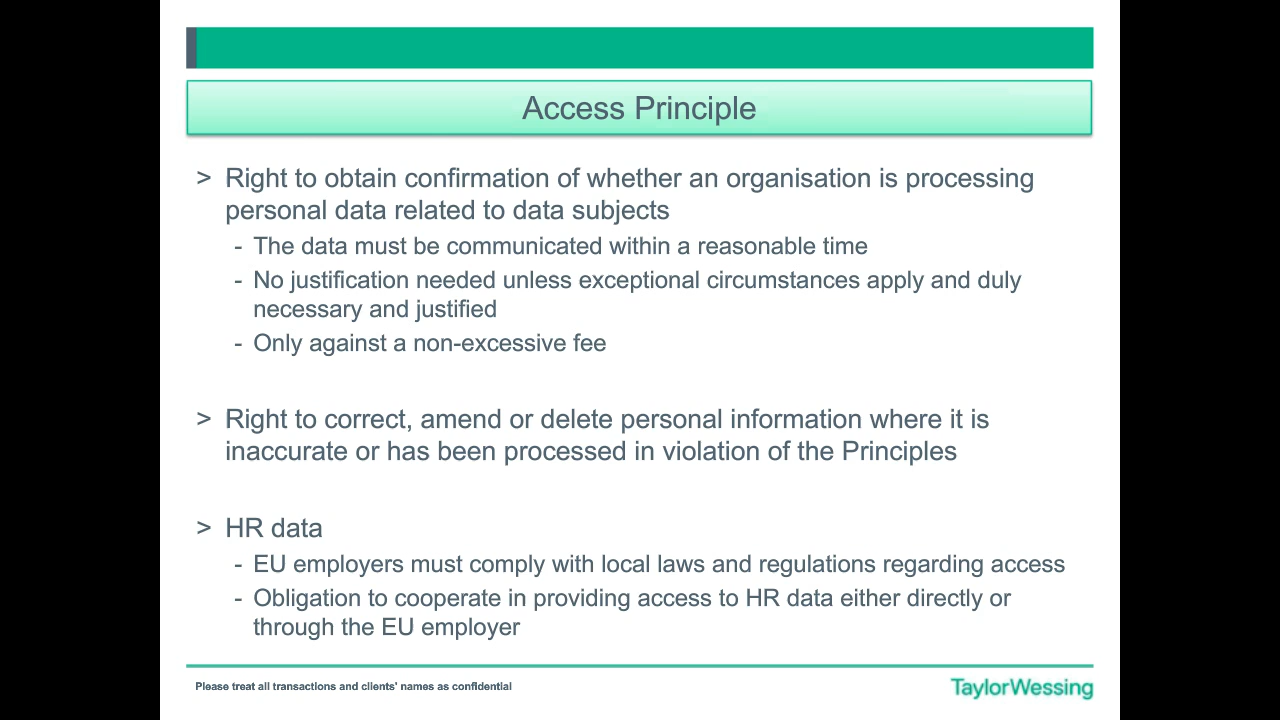 Access Principle
> Right to obtain confirmation of whether an organisation is processing
personal data related to data subjects
- The data must be communicated within a reasonable time
- No justification needed unless exceptional circumstances apply and duly
necessary and justified
- Only against a non-excessive fee
> Right to correct, amend or delete personal information where it is
inaccurate or has been processed in violation of the Principles
> HR data
- EU employers must comply with local laws and regulations regarding access
- Obligation to cooperate in providing access to HR data either directly or
through the EU employer
Please treat all transactions and clients' names as confidential
TaylorWessing